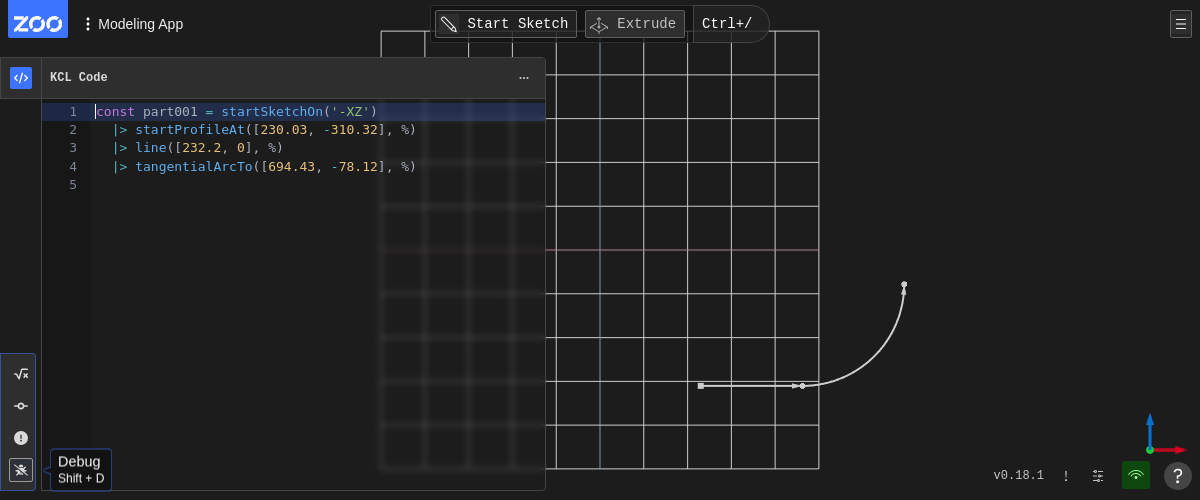 ZOO
Modeling App
Start Sketch
Extrude
Ctrl+/
KCL Code
1 const part001 = startSketchOn('-XZ')
2 |> startProfileAt([230.03, -310.32], %)
3 |> line([232.2, 0], %)
4 |> tangentialArcTo([694.43, -78.12], %)
5
Debug
Shift + D
v0.18.1
!
?